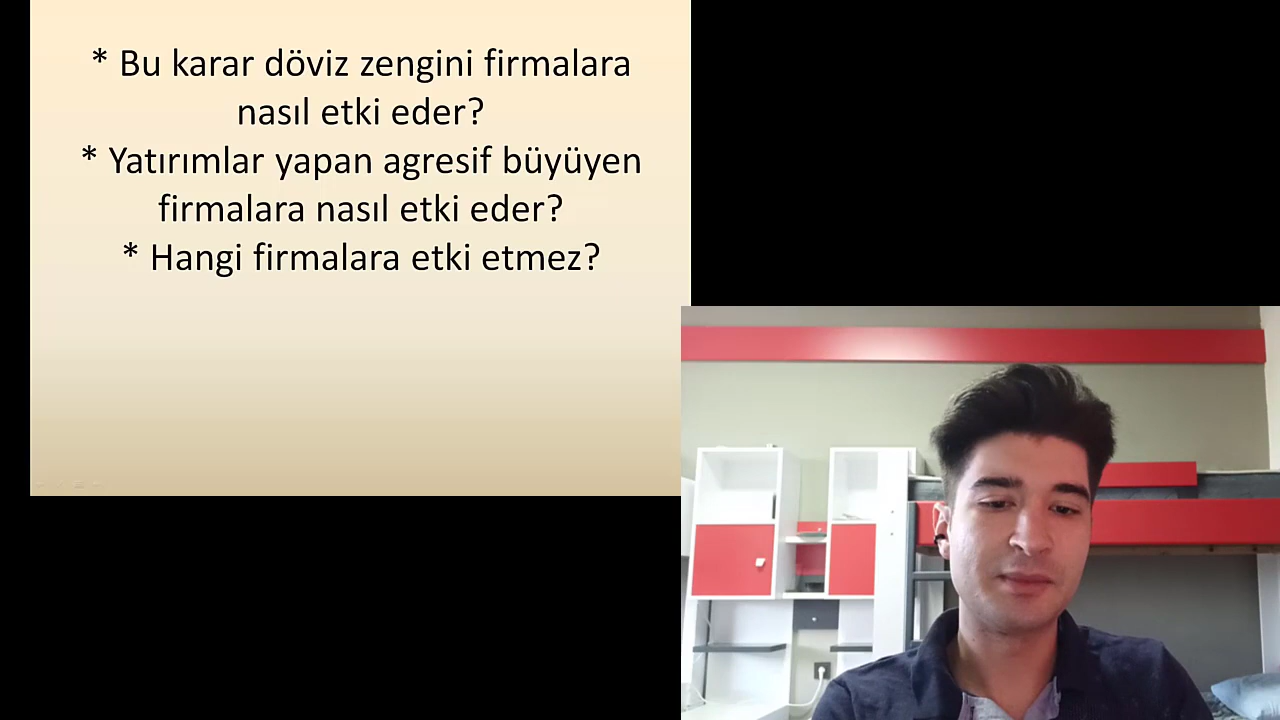 * Bu karar döviz zengini firmalara
nasıl etki eder?
* Yatırımlar yapan agresif büyüyen
firmalara nasıl etki eder?
* Hangi firmalara etki etmez?